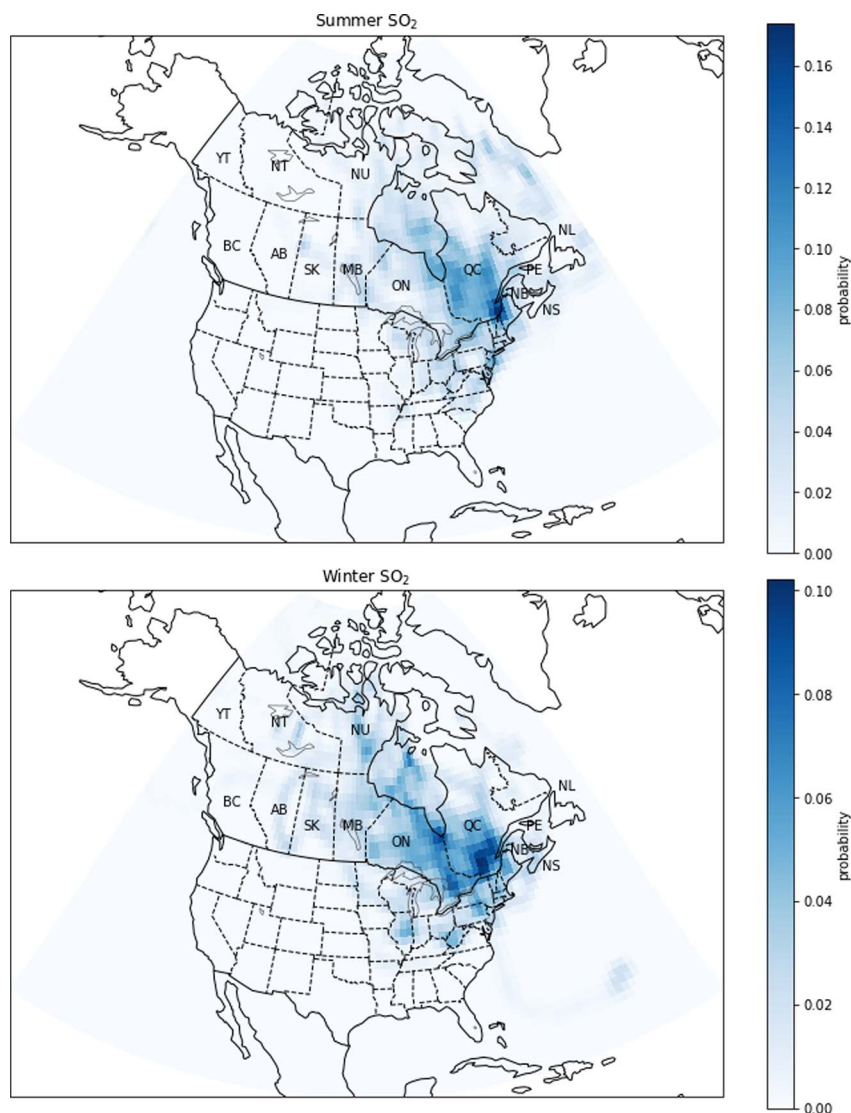 Summer SO₂
0.16
0.14
0.12
0.10
0.08
0.06
0.04
0.02
0.00
probability
YT
NT
NU
BC
AB
SK
MB
ON
QC
NL
PE
NB
NS
Winter SO₂
0.10
0.08
0.06
0.04
0.02
0.00
probability
YT
NT
NU
BC
AB
SK
MB
ON
QC
NL
PE
NB
NS